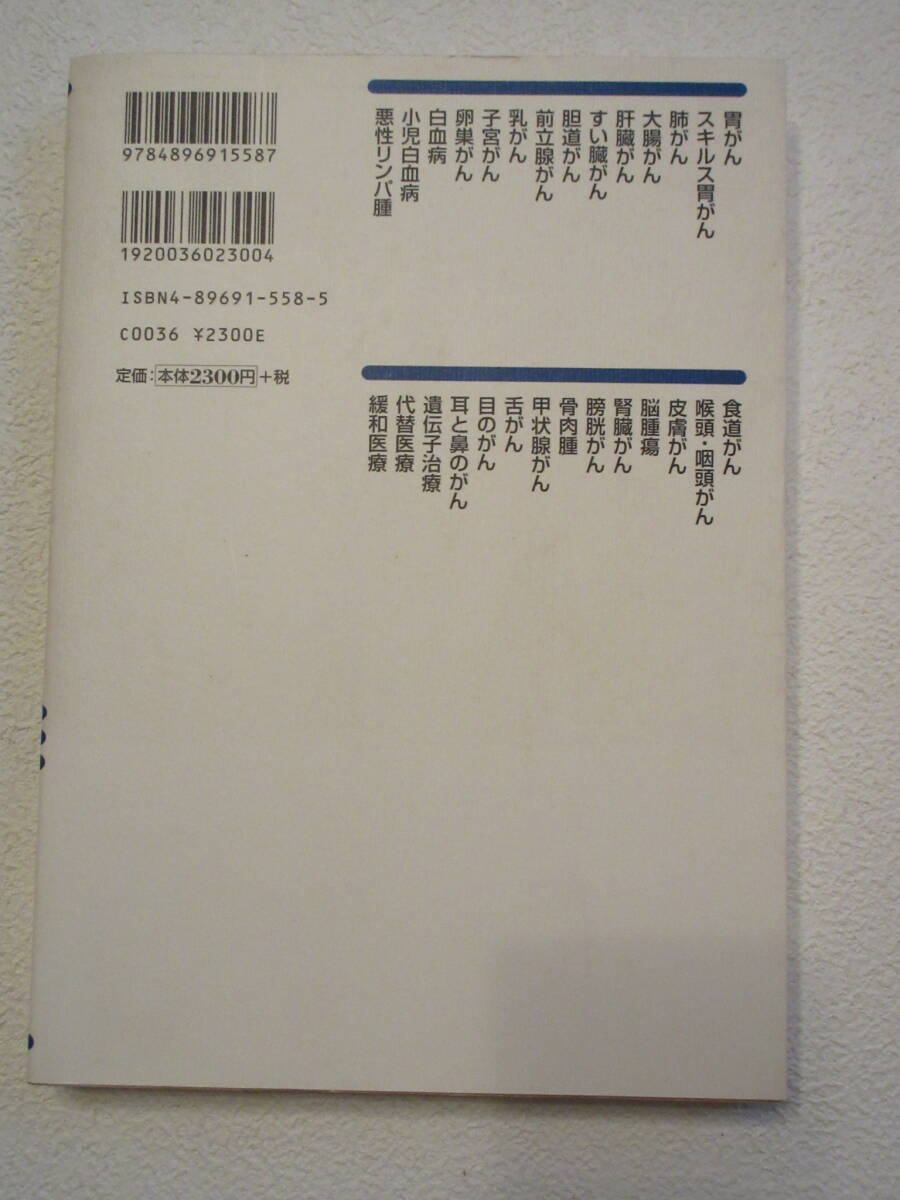 胃がん
スキルス胃がん
肺がん
大腸がん
肝臓がん
すい臓がん
胆道がん
前立腺がん
乳がん
子宮がん
卵巣がん
白血病
小児白血病
悪性リンパ腫
食道がん
喉頭・咽頭がん
皮膚がん
脳腫瘍
腎臓がん
膀胱がん
骨肉腫
甲状腺がん
舌がん
目のがん
耳と鼻のがん
遺伝子治療
代替医療
緩和医療
9784896915587
1920036023004
ISBN4-89691-558-5
C0036 ¥2300E
定価：本体2300円＋税